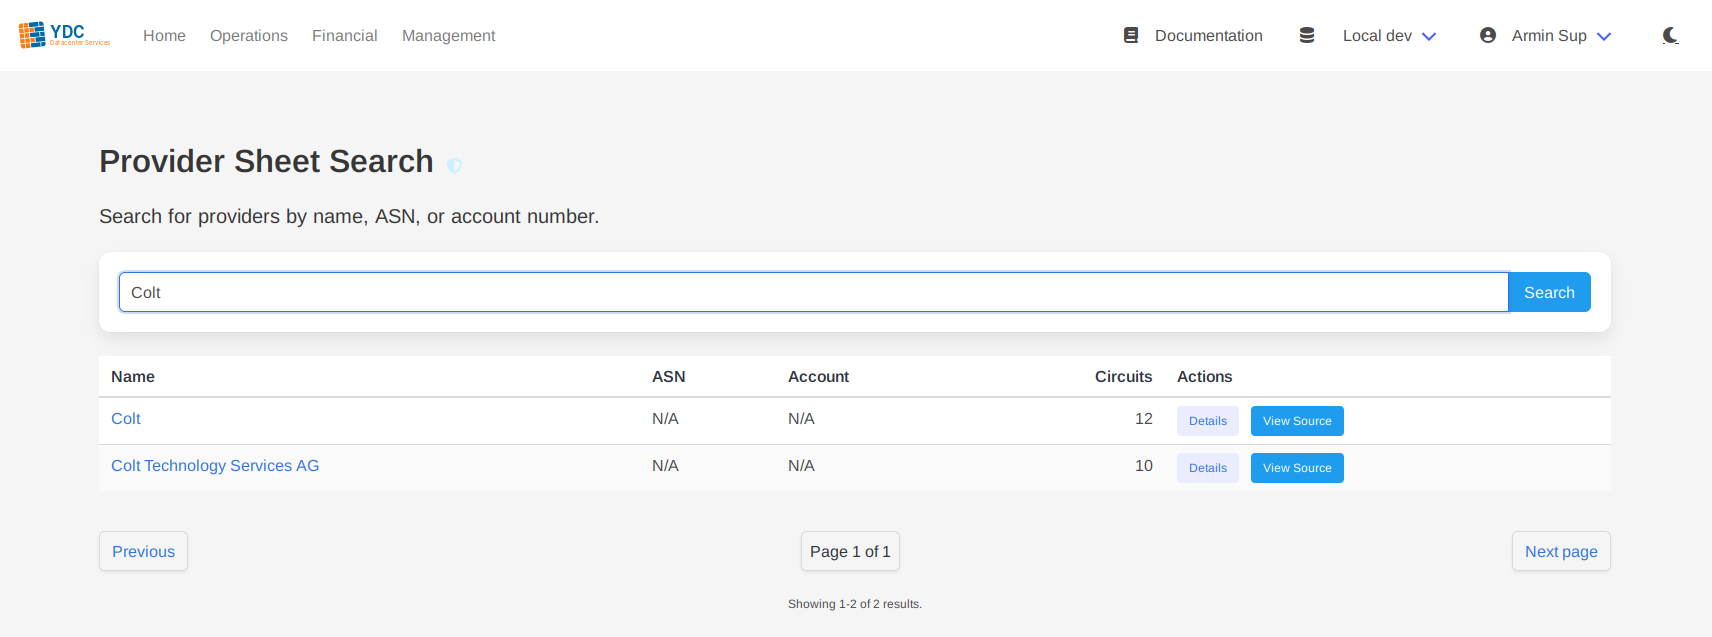 YDC
Datacenter Services
Home Operations Financial Management
Documentation Local dev Armin Sup
Provider Sheet Search
Search for providers by name, ASN, or account number.
Colt Search
Name ASN Account Circuits Actions
Colt N/A N/A 12 Details View Source
Colt Technology Services AG N/A N/A 10 Details View Source
Previous Page 1 of 1 Next page
Showing 1-2 of 2 results.